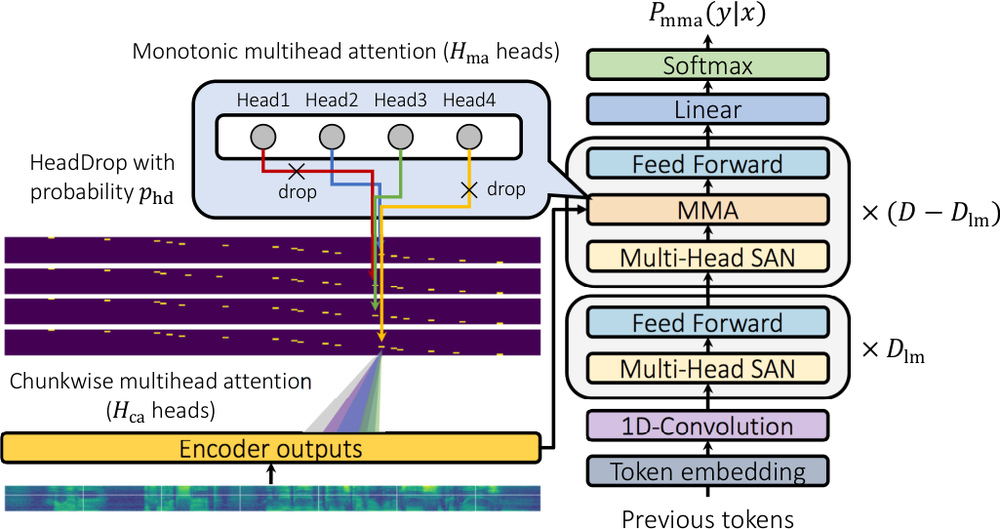 Monotonic multihead attention (H_ma heads)
Head1 Head2 Head3 Head4
HeadDrop with
probability p_hd
drop
drop
Chunkwise multihead attention
(H_ca heads)
Encoder outputs
P_mma(y|x)
Softmax
Linear
Feed Forward
MMA
Multi-Head SAN
× (D − D_lm)
Feed Forward
Multi-Head SAN
× D_lm
1D-Convolution
Token embedding
Previous tokens